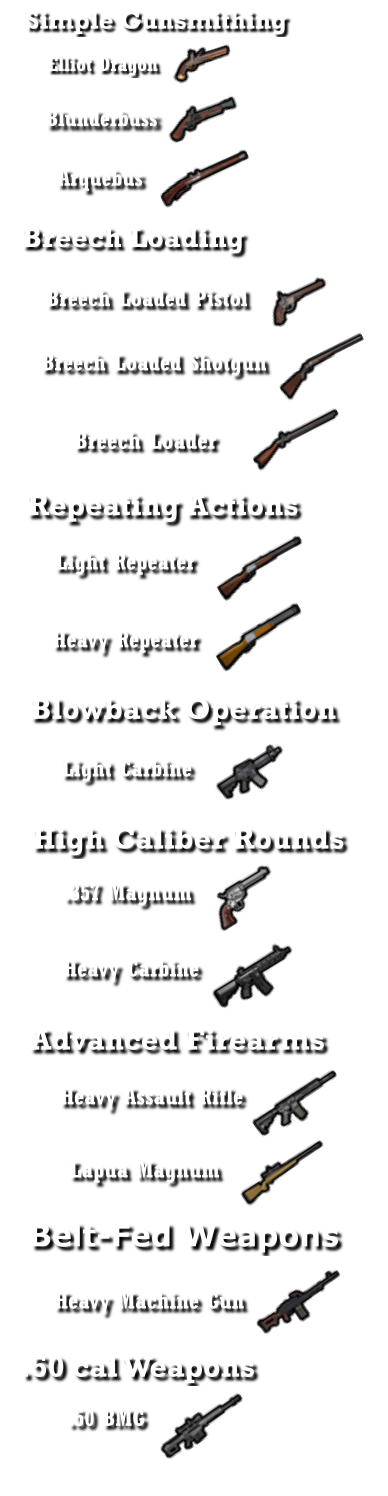 Simple Gunsmithing
Elliot Dragon
Blunderbuss
Arquebus
Breech Loading
Breech Loaded Pistol
Breech Loaded Shotgun
Breech Loader
Repeating Actions
Light Repeater
Heavy Repeater
Blowback Operation
Light Carbine
High Caliber Rounds
.357 Magnum
Heavy Carbine
Advanced Firearms
Heavy Assault Rifle
Lapua Magnum
Belt-Fed Weapons
Heavy Machine Gun
.50 cal Weapons
.50 BMG